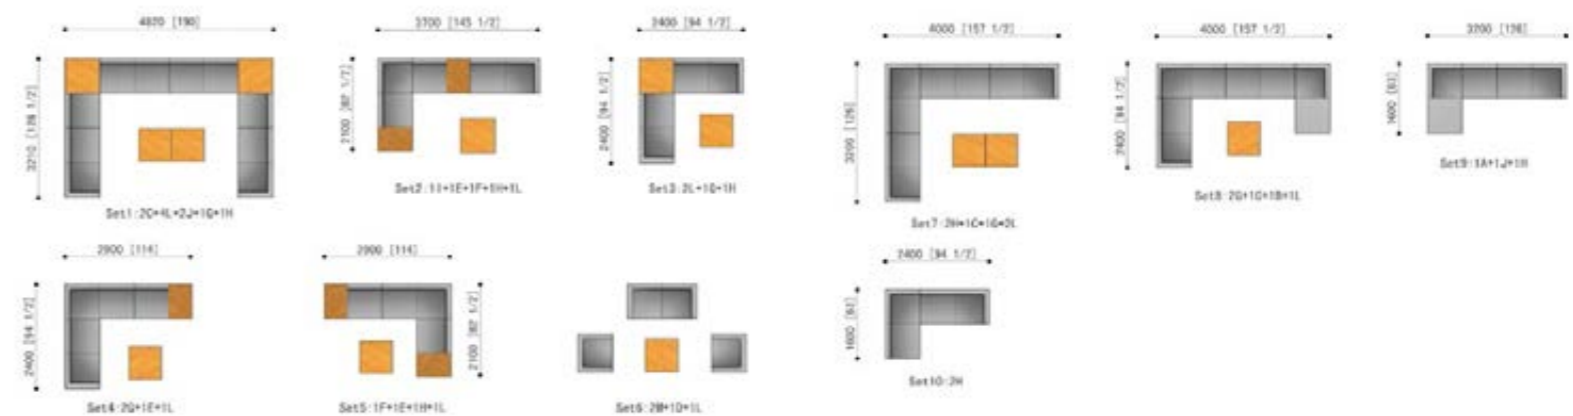 4820 [190]
3700 [145 1/2]
2400 [94 1/2]
4000 [157 1/2]
4000 [157 1/2]
3200 [126]
3210 [126 1/2]
2100 [82 1/2]
2400 [94 1/2]
3200 [126]
2400 [94 1/2]
1600 [63]
Set1:2C+4L+2J+1G+1H
Set2:1I+1E+1F+1H+1L
Set3:2L+1G+1H
Set7:2H+1C+1G+2L
Set8:2G+1C+1B+1L
Set9:1A+1J+1H
2900 [114]
2900 [114]
2400 [94 1/2]
2400 [94 1/2]
2100 [82 1/2]
1600 [63]
Set4:2G+1E+1L
Set5:1F+1E+1H+1L
Set6:2M+1D+1L
Set10:2H